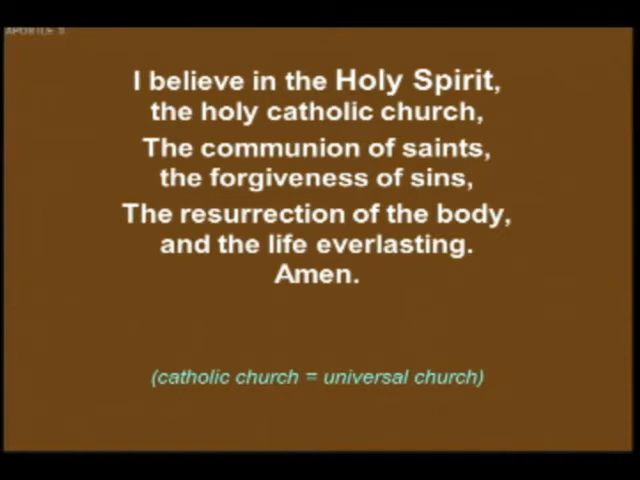 APOSTLE
I believe in the Holy Spirit,
the holy catholic church,
The communion of saints,
the forgiveness of sins,
The resurrection of the body,
and the life everlasting.
Amen.
(catholic church = universal church)